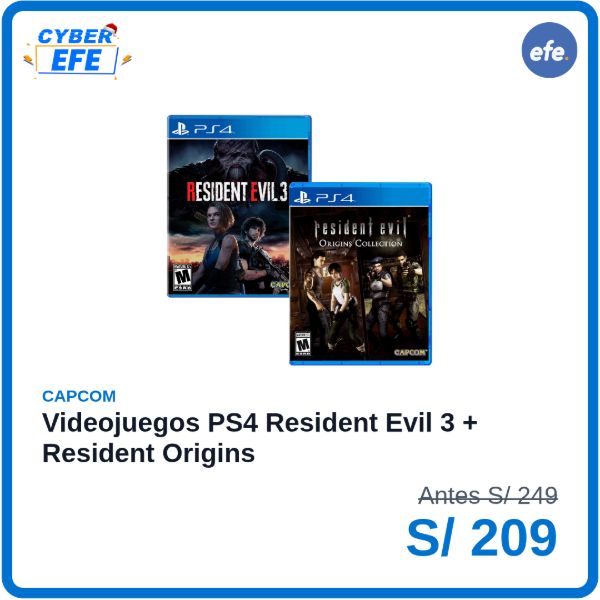 CYBER
EFE
efe.
PS4
RESIDENT EVIL 3
M
CAPCOM
PS4
resident evil
ORIGINS COLLECTION
M
CAPCOM
CAPCOM
Videojuegos PS4 Resident Evil 3 +
Resident Origins
Antes S/ 249
S/ 209